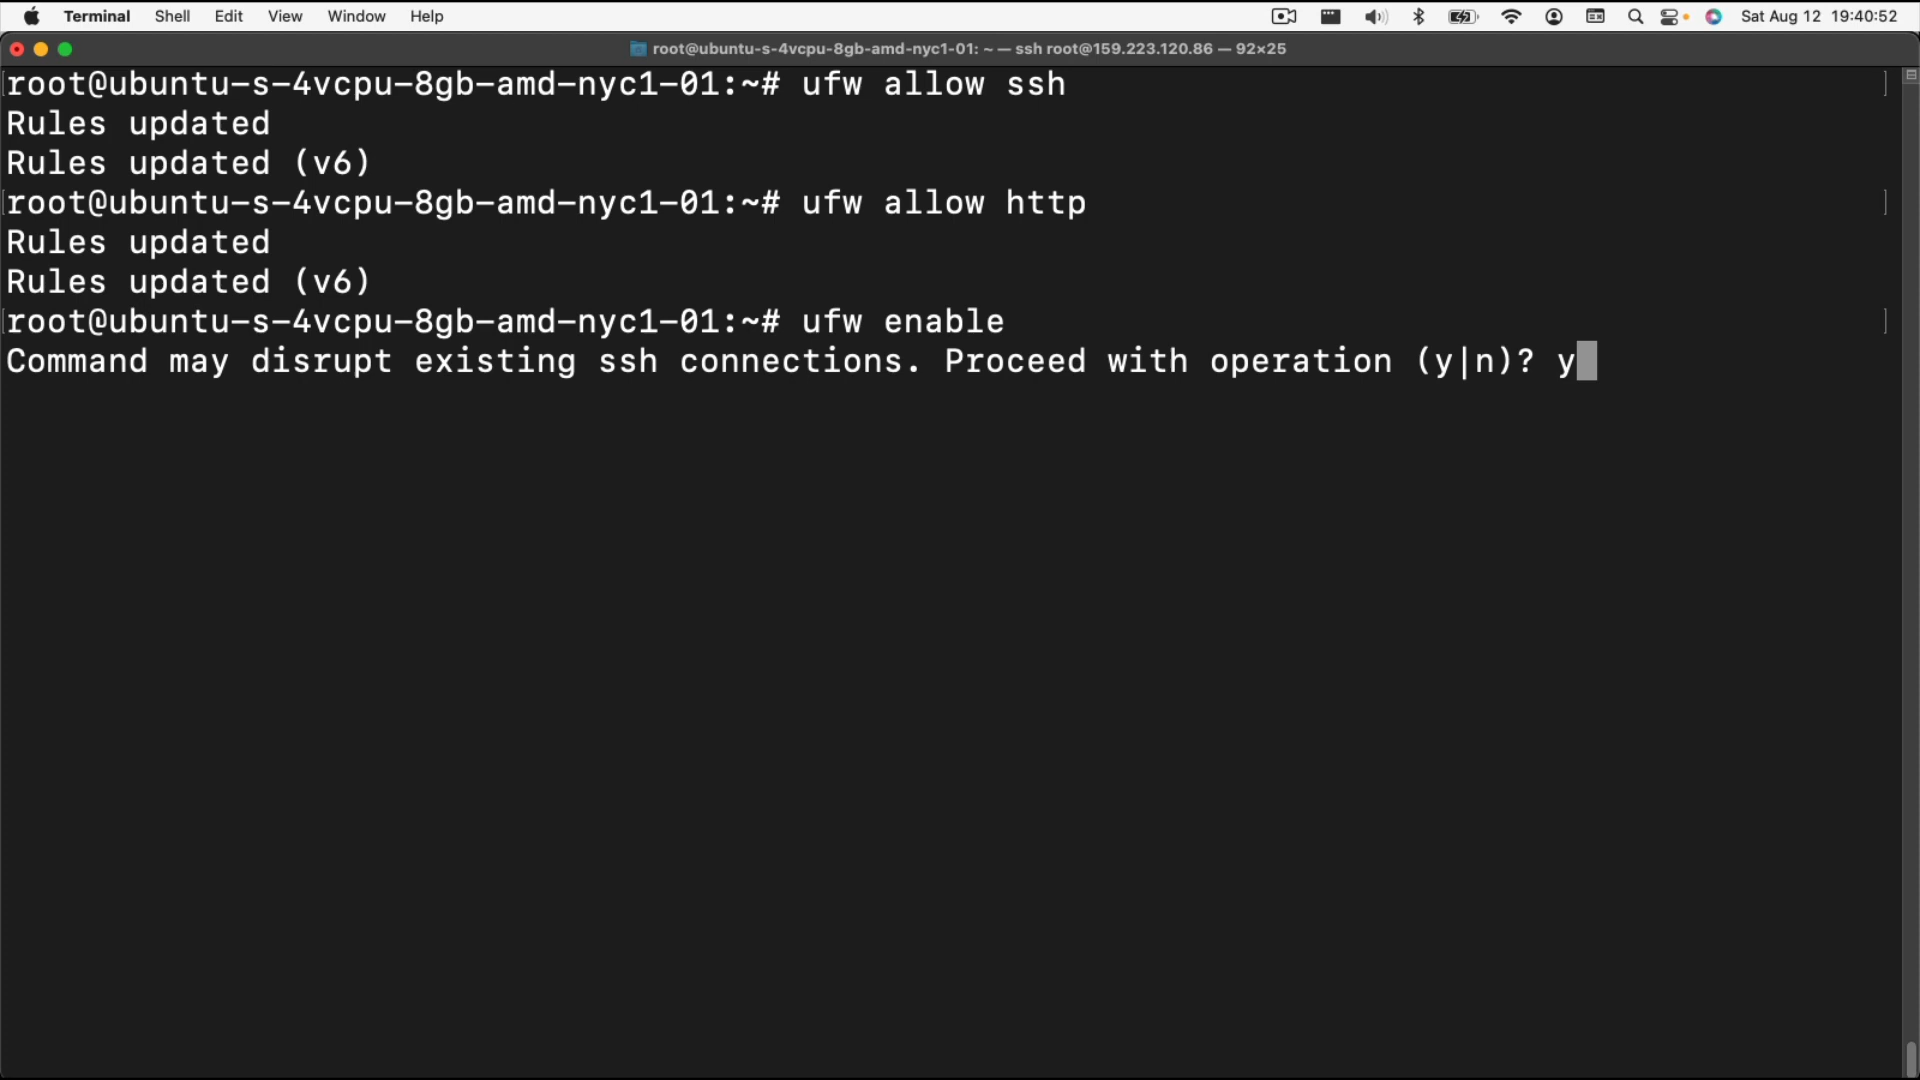 Terminal Shell Edit View Window Help Sat Aug 12 19:40:52
root@ubuntu-s-4vcpu-8gb-amd-nyc1-01: ~ — ssh root@159.223.120.86 — 92×25
root@ubuntu-s-4vcpu-8gb-amd-nyc1-01:~# ufw allow ssh
Rules updated
Rules updated (v6)
root@ubuntu-s-4vcpu-8gb-amd-nyc1-01:~# ufw allow http
Rules updated
Rules updated (v6)
root@ubuntu-s-4vcpu-8gb-amd-nyc1-01:~# ufw enable
Command may disrupt existing ssh connections. Proceed with operation (y|n)? y